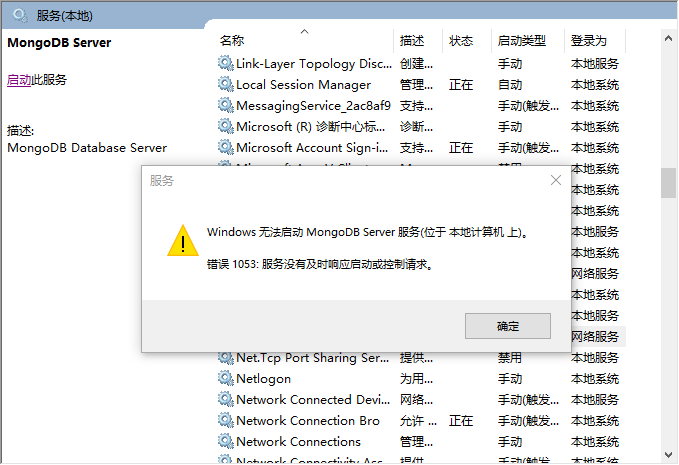 服务(本地)
MongoDB Server
启动此服务
描述:
MongoDB Database Server
名称 描述 状态 启动类型 登录为
Link-Layer Topology Disc... 创建... 手动 本地服务
Local Session Manager 管理... 正在 自动 本地系统
MessagingService_2ac8af9 支持... 手动(触发... 本地系统
Microsoft (R) 诊断中心标... 诊断... 手动 本地系统
Microsoft Account Sign-i... 支持... 正在 手动(触发... 本地系统
本地系统
本地系统
本地服务
本地系统
网络服务
本地系统
本地服务
网络服务
服务
Windows 无法启动 MongoDB Server 服务(位于 本地计算机 上)。
错误 1053: 服务没有及时响应启动或控制请求。
确定
Net.Tcp Port Sharing Ser... 提供... 禁用 本地服务
Netlogon 为用... 手动 本地系统
Network Connected Devi... 网络... 手动(触发... 本地服务
Network Connection Bro 允许 ... 正在 手动(触发... 本地系统
Network Connections 管理... 手动 本地系统
Network Connectivity Ass 提供 手动(触发 本地系统